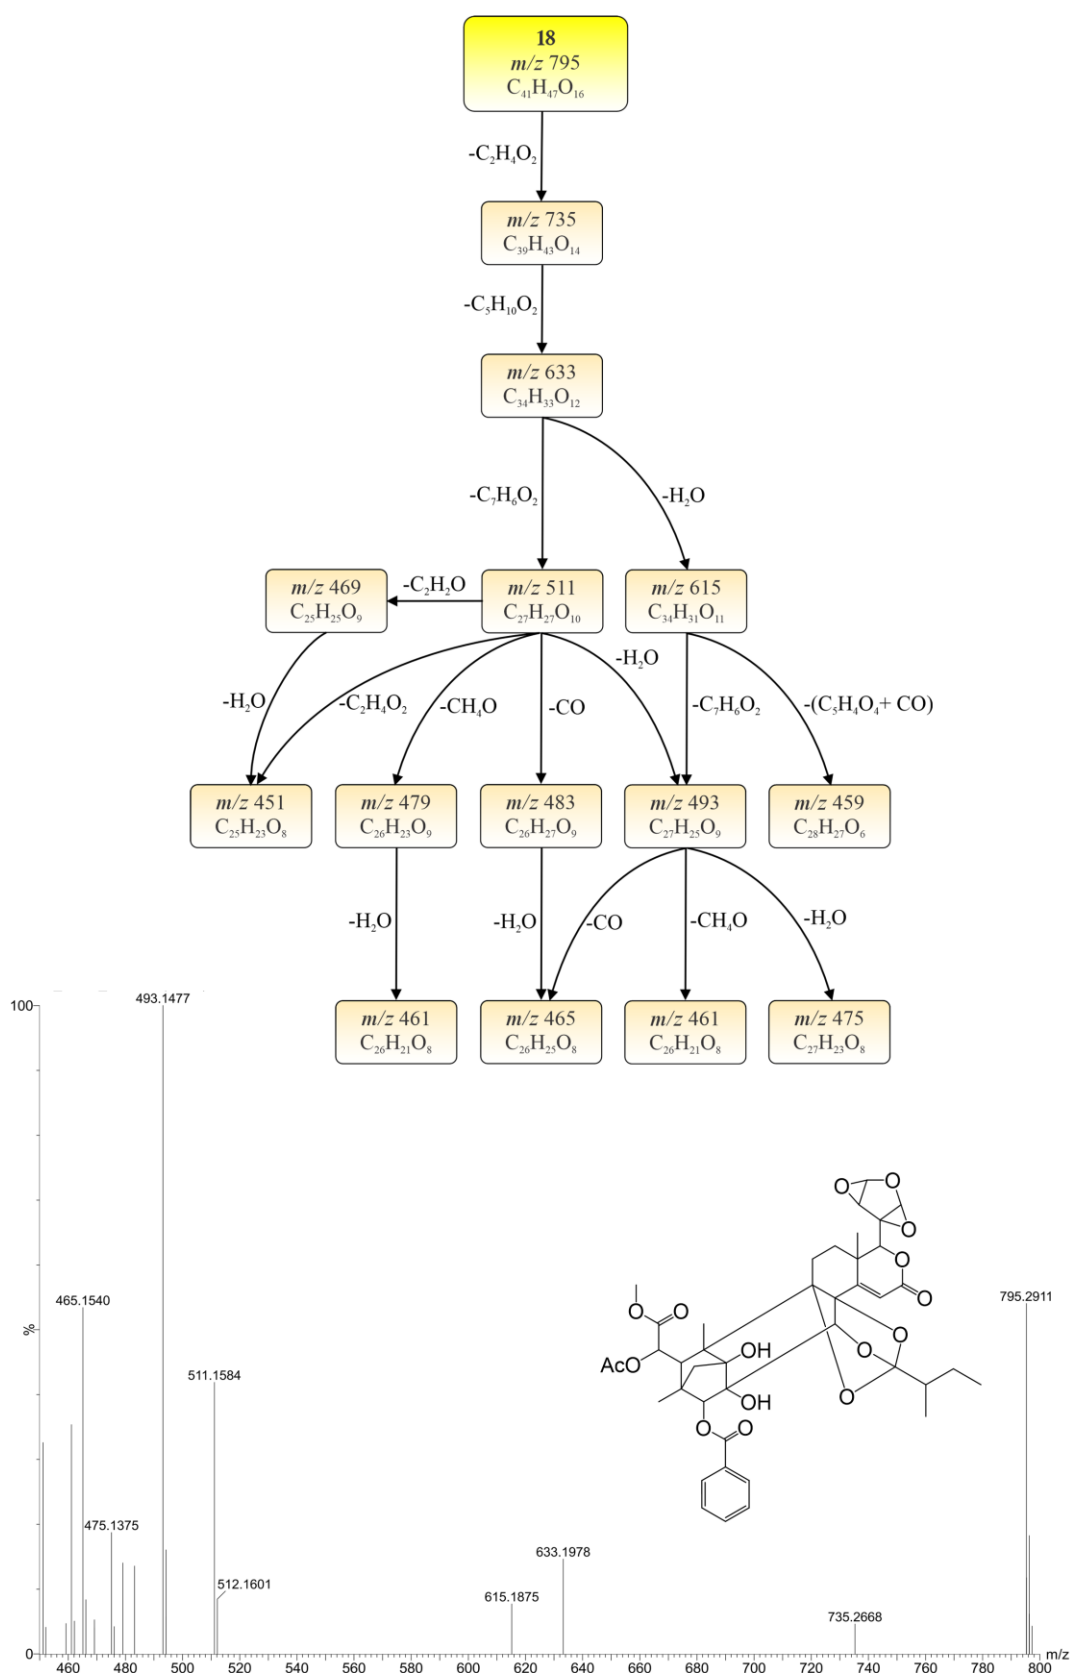 18
m/z 795
C₄₁H₄₇O₁₆
-C₂H₄O₂
m/z 735
C₃₉H₄₃O₁₄
-C₅H₁₀O₂
m/z 633
C₃₄H₃₃O₁₂
-C₇H₆O₂
-H₂O
m/z 469
C₂₅H₂₅O₉
-C₂H₂O
m/z 511
C₂₇H₂₇O₁₀
m/z 615
C₃₄H₃₁O₁₁
-H₂O
-C₂H₄O₂
-CH₄O
-CO
-H₂O
-C₇H₆O₂
-(C₅H₄O₄+ CO)
m/z 451
C₂₅H₂₃O₈
m/z 479
C₂₆H₂₃O₉
m/z 483
C₂₆H₂₇O₉
m/z 493
C₂₇H₂₅O₉
m/z 459
C₂₈H₂₇O₆
-H₂O
-H₂O
-CO
-CH₄O
-H₂O
m/z 461
C₂₆H₂₁O₈
m/z 465
C₂₆H₂₅O₈
m/z 461
C₂₆H₂₁O₈
m/z 475
C₂₇H₂₃O₈
100
493.1477
O
O
O
O
O
O
O
AcO
OH
OH
O
O
O
O
O
465.1540
795.2911
%
511.1584
475.1375
512.1601
615.1875
633.1978
735.2668
0
460 480 500 520 540 560 580 600 620 640 660 680 700 720 740 760 780 800 m/z